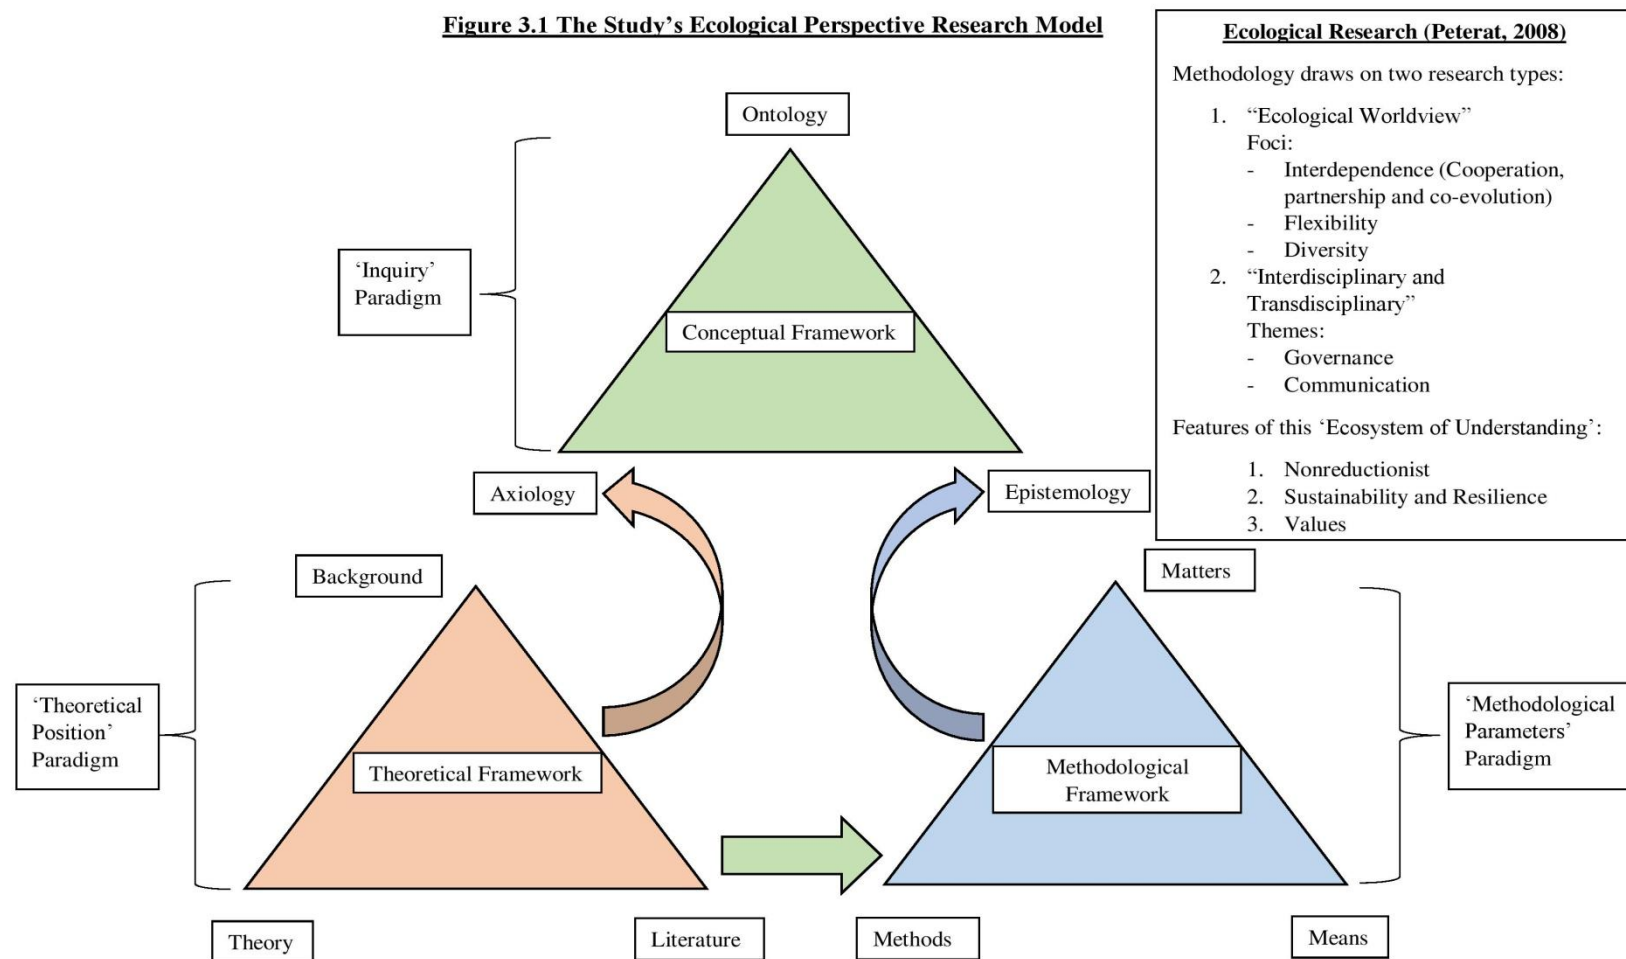 Figure 3.1 The Study’s Ecological Perspective Research Model
Ecological Research (Peterat, 2008)
Methodology draws on two research types:
1. “Ecological Worldview”
Foci:
- Interdependence (Cooperation,
partnership and co-evolution)
- Flexibility
- Diversity
2. “Interdisciplinary and
Transdisciplinary”
Themes:
- Governance
- Communication
Features of this ‘Ecosystem of Understanding’:
1. Nonreductionist
2. Sustainability and Resilience
3. Values
Ontology
‘Inquiry’
Paradigm
Conceptual Framework
Axiology
Epistemology
Background
Matters
‘Theoretical
Position’
Paradigm
Theoretical Framework
Methodological
Framework
‘Methodological
Parameters’
Paradigm
Theory
Literature
Methods
Means